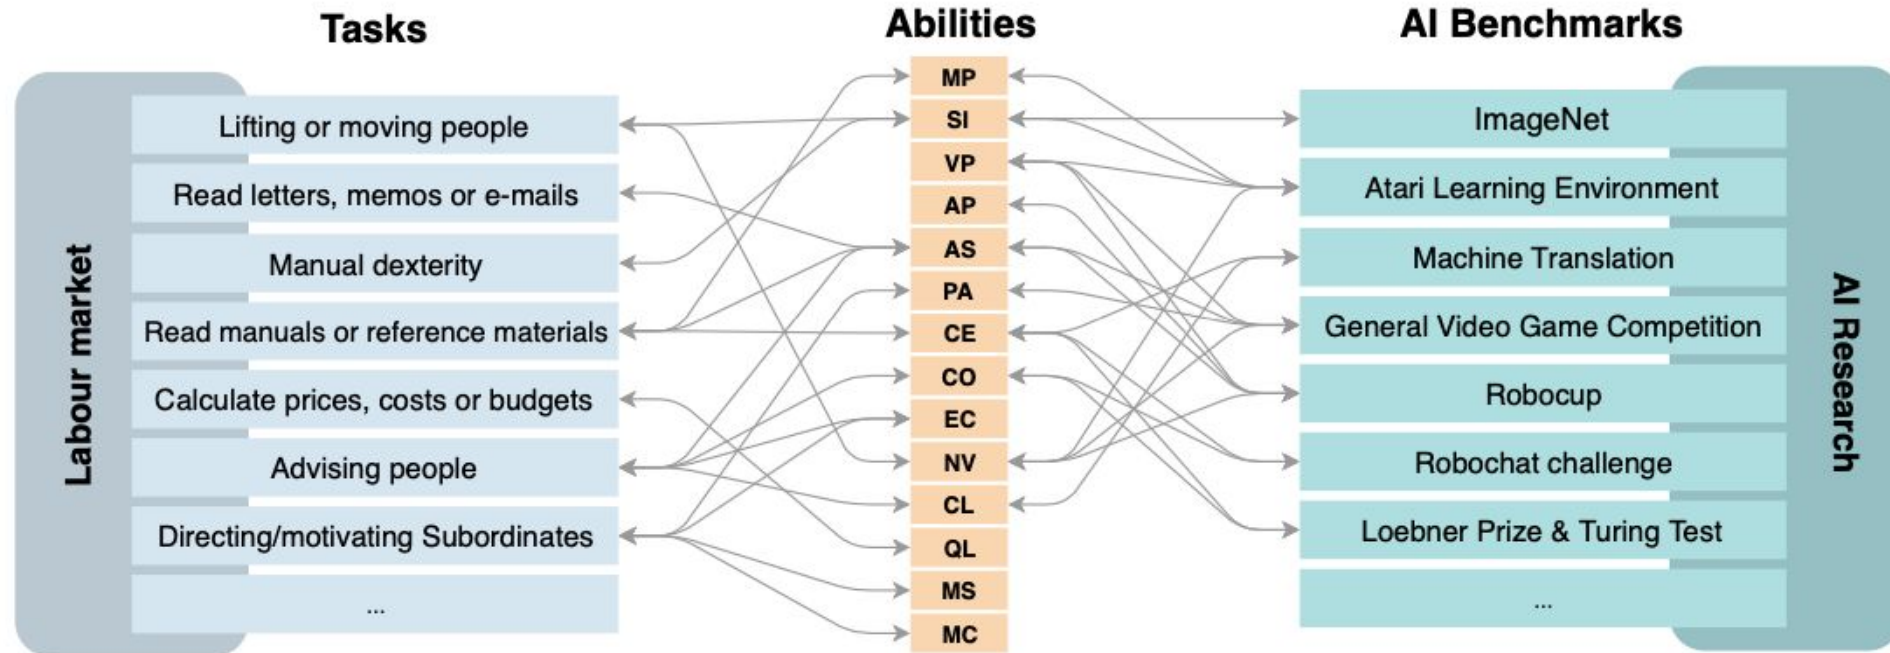 Tasks
Abilities
AI Benchmarks
Labour market
Lifting or moving people
Read letters, memos or e-mails
Manual dexterity
Read manuals or reference materials
Calculate prices, costs or budgets
Advising people
Directing/motivating Subordinates
...
MP
SI
VP
AP
AS
PA
CE
CO
EC
NV
CL
QL
MS
MC
ImageNet
Atari Learning Environment
Machine Translation
General Video Game Competition
Robocup
Robochat challenge
Loebner Prize & Turing Test
...
AI Research